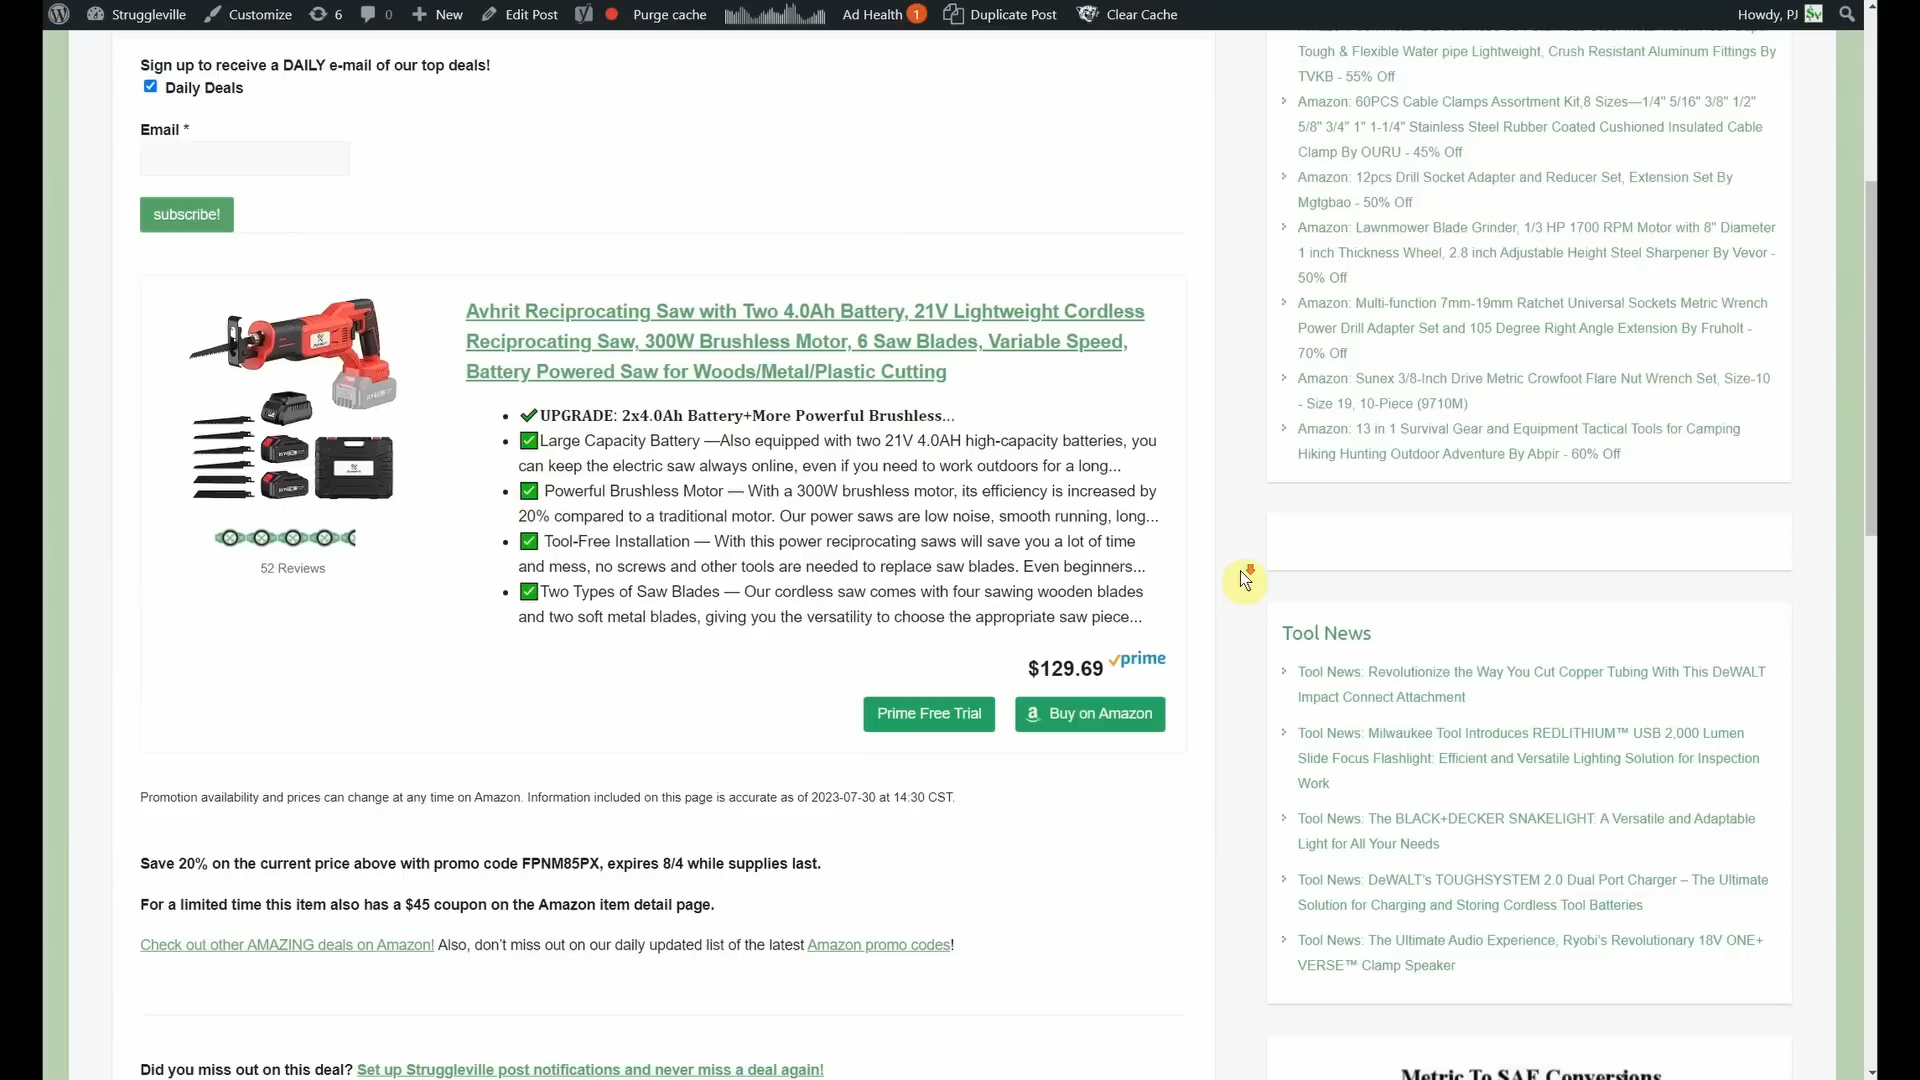 Struggleville Customize 6 0 New Edit Post Purge cache Ad Health 1 Duplicate Post Clear Cache Howdy, PJ
Sign up to receive a DAILY e-mail of our top deals!
Daily Deals
Email *
subscribe!
Avhrit Reciprocating Saw with Two 4.0Ah Battery, 21V Lightweight Cordless
Reciprocating Saw, 300W Brushless Motor, 6 Saw Blades, Variable Speed,
Battery Powered Saw for Woods/Metal/Plastic Cutting
52 Reviews
• ✔UPGRADE: 2x4.0Ah Battery+More Powerful Brushless...
• ✅Large Capacity Battery —Also equipped with two 21V 4.0AH high-capacity batteries, you
can keep the electric saw always online, even if you need to work outdoors for a long...
• ✅ Powerful Brushless Motor — With a 300W brushless motor, its efficiency is increased by
20% compared to a traditional motor. Our power saws are low noise, smooth running, long...
• ✅ Tool-Free Installation — With this power reciprocating saws will save you a lot of time
and mess, no screws and other tools are needed to replace saw blades. Even beginners...
• ✅Two Types of Saw Blades — Our cordless saw comes with four sawing wooden blades
and two soft metal blades, giving you the versatility to choose the appropriate saw piece...
$129.69 prime
Prime Free Trial
Buy on Amazon
Promotion availability and prices can change at any time on Amazon. Information included on this page is accurate as of 2023-07-30 at 14:30 CST.
Save 20% on the current price above with promo code FPNM85PX, expires 8/4 while supplies last.
For a limited time this item also has a $45 coupon on the Amazon item detail page.
Check out other AMAZING deals on Amazon! Also, don't miss out on our daily updated list of the latest Amazon promo codes!
Did you miss out on this deal? Set up Struggleville post notifications and never miss a deal again!
Tough & Flexible Water pipe Lightweight, Crush Resistant Aluminum Fittings By
TVKB - 55% Off
Amazon: 60PCS Cable Clamps Assortment Kit,8 Sizes—1/4" 5/16" 3/8" 1/2"
5/8" 3/4" 1" 1-1/4" Stainless Steel Rubber Coated Cushioned Insulated Cable
Clamp By OURU - 45% Off
Amazon: 12pcs Drill Socket Adapter and Reducer Set, Extension Set By
Mgtgbao - 50% Off
Amazon: Lawnmower Blade Grinder, 1/3 HP 1700 RPM Motor with 8" Diameter
1 inch Thickness Wheel, 2.8 inch Adjustable Height Steel Sharpener By Vevor -
50% Off
Amazon: Multi-function 7mm-19mm Ratchet Universal Sockets Metric Wrench
Power Drill Adapter Set and 105 Degree Right Angle Extension By Fruholt -
70% Off
Amazon: Sunex 3/8-Inch Drive Metric Crowfoot Flare Nut Wrench Set, Size-10
- Size 19, 10-Piece (9710M)
Amazon: 13 in 1 Survival Gear and Equipment Tactical Tools for Camping
Hiking Hunting Outdoor Adventure By Abpir - 60% Off
Tool News
Tool News: Revolutionize the Way You Cut Copper Tubing With This DeWALT
Impact Connect Attachment
Tool News: Milwaukee Tool Introduces REDLITHIUM™ USB 2,000 Lumen
Slide Focus Flashlight: Efficient and Versatile Lighting Solution for Inspection
Work
Tool News: The BLACK+DECKER SNAKELIGHT: A Versatile and Adaptable
Light for All Your Needs
Tool News: DeWALT's TOUGHSYSTEM 2.0 Dual Port Charger – The Ultimate
Solution for Charging and Storing Cordless Tool Batteries
Tool News: The Ultimate Audio Experience, Ryobi's Revolutionary 18V ONE+
VERSE™ Clamp Speaker
Metric To SAE Conversions